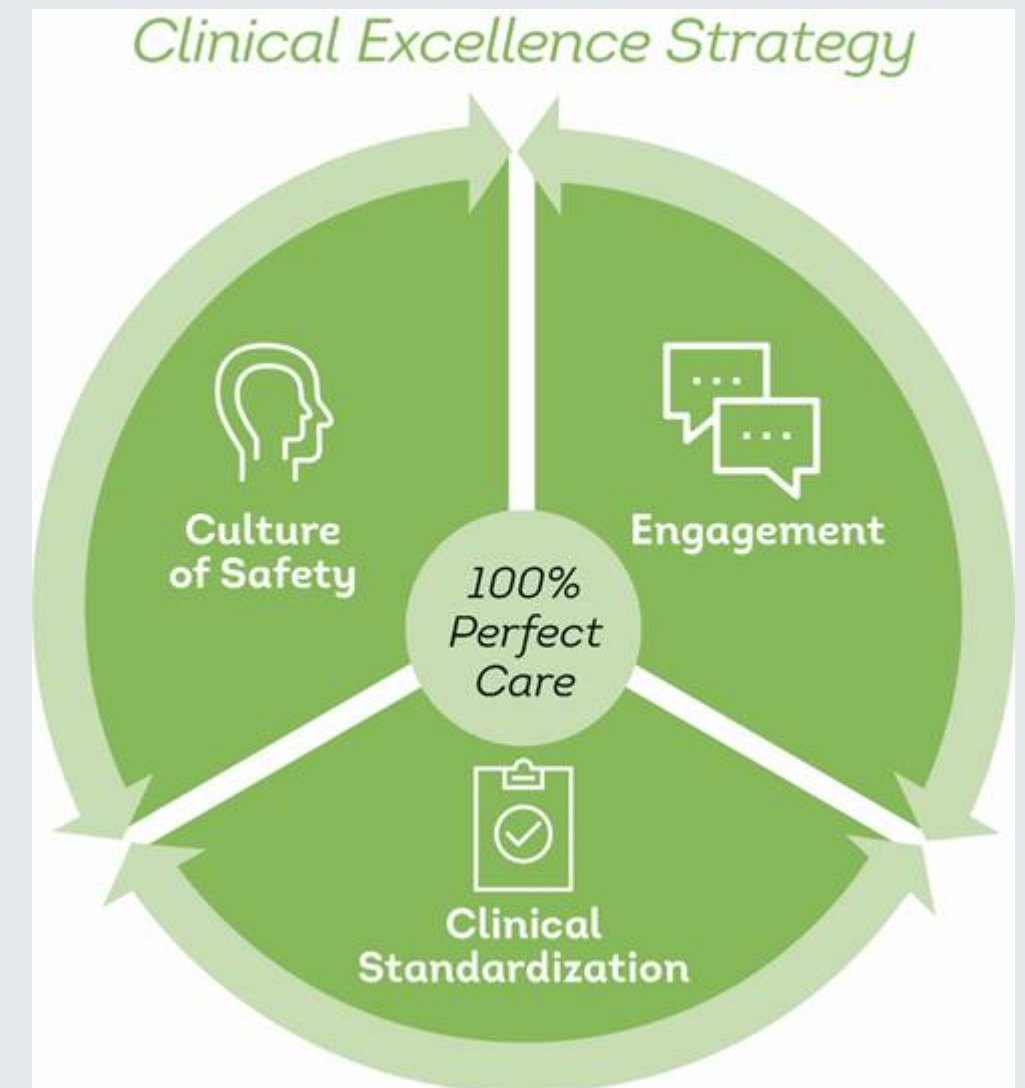 Clinical Excellence Strategy
Culture
of Safety
Engagement
100%
Perfect
Care
Clinical
Standardization